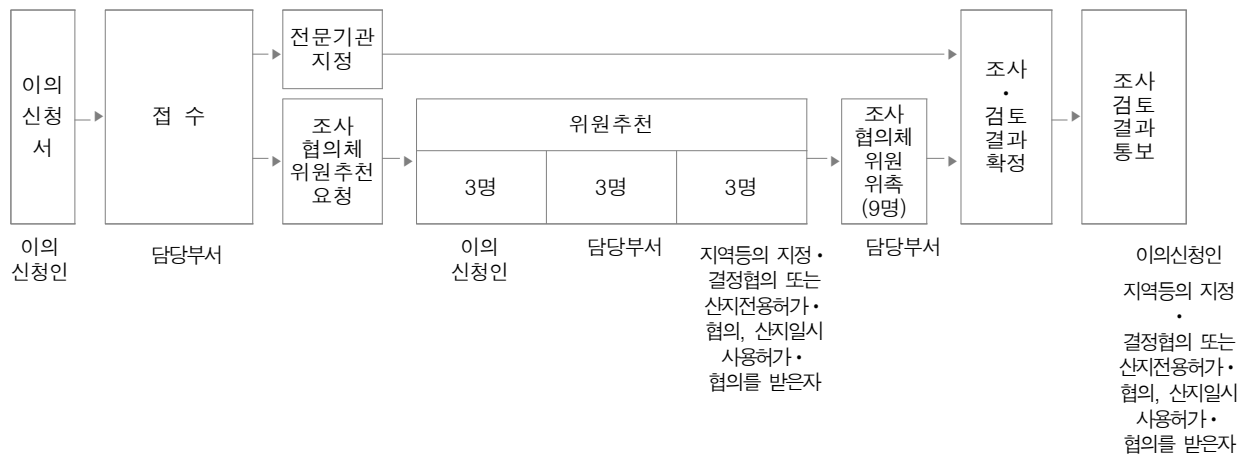 이의
신청
서
접 수
전문기관
지정
조사
협의체
위원추천
요청
위원추천
3명
3명
3명
조사
협의체
위원
위촉
(9명)
조사
•
검토
결과
확정
조사
검토
결과
통보
이의
신청인
담당부서
이의
신청인
담당부서
지역등의 지정•
결정협의 또는
산지전용허가•
협의, 산지일시
사용허가•
협의를 받은자
담당부서
이의신청인
지역등의 지정
•
결정협의 또는
산지전용허가•
협의, 산지일시
사용허가•
협의를 받은자